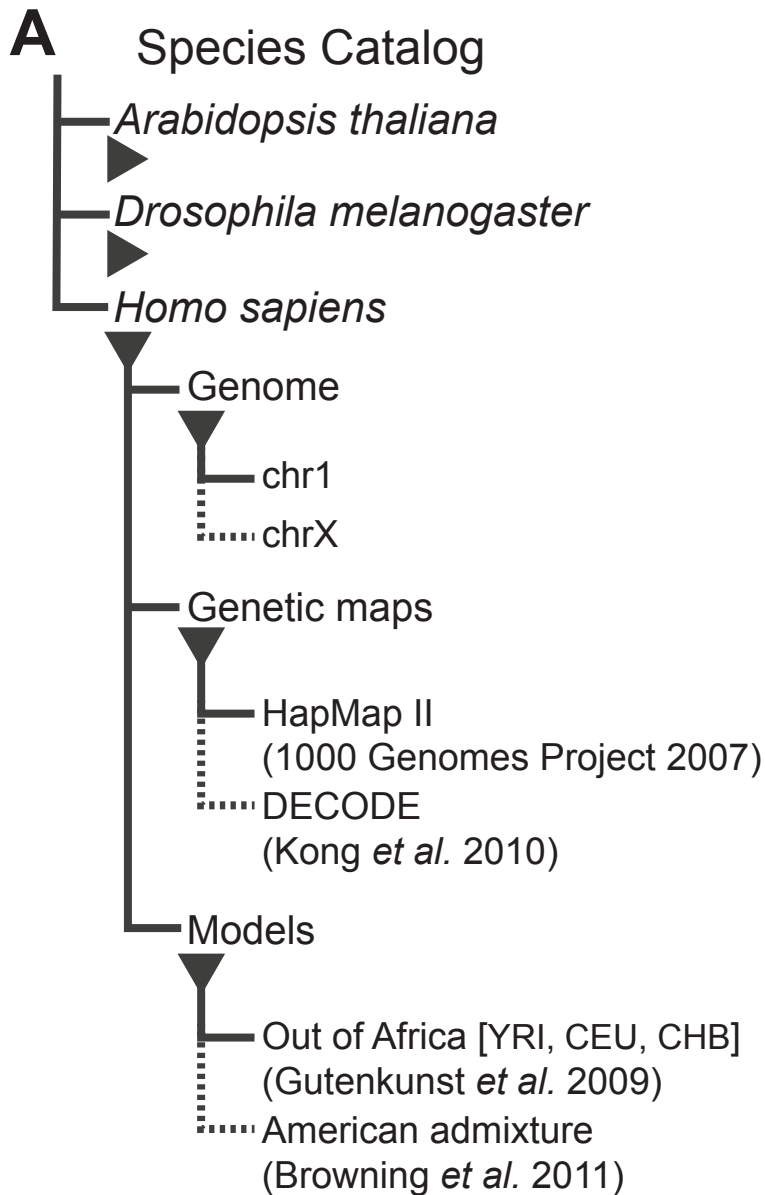 A
Species Catalog
Arabidopsis thaliana
Drosophila melanogaster
Homo sapiens
Genome
chr1
chrX
Genetic maps
HapMap II
(1000 Genomes Project 2007)
DECODE
(Kong et al. 2010)
Models
Out of Africa [YRI, CEU, CHB]
(Gutenkunst et al. 2009)
American admixture
(Browning et al. 2011)